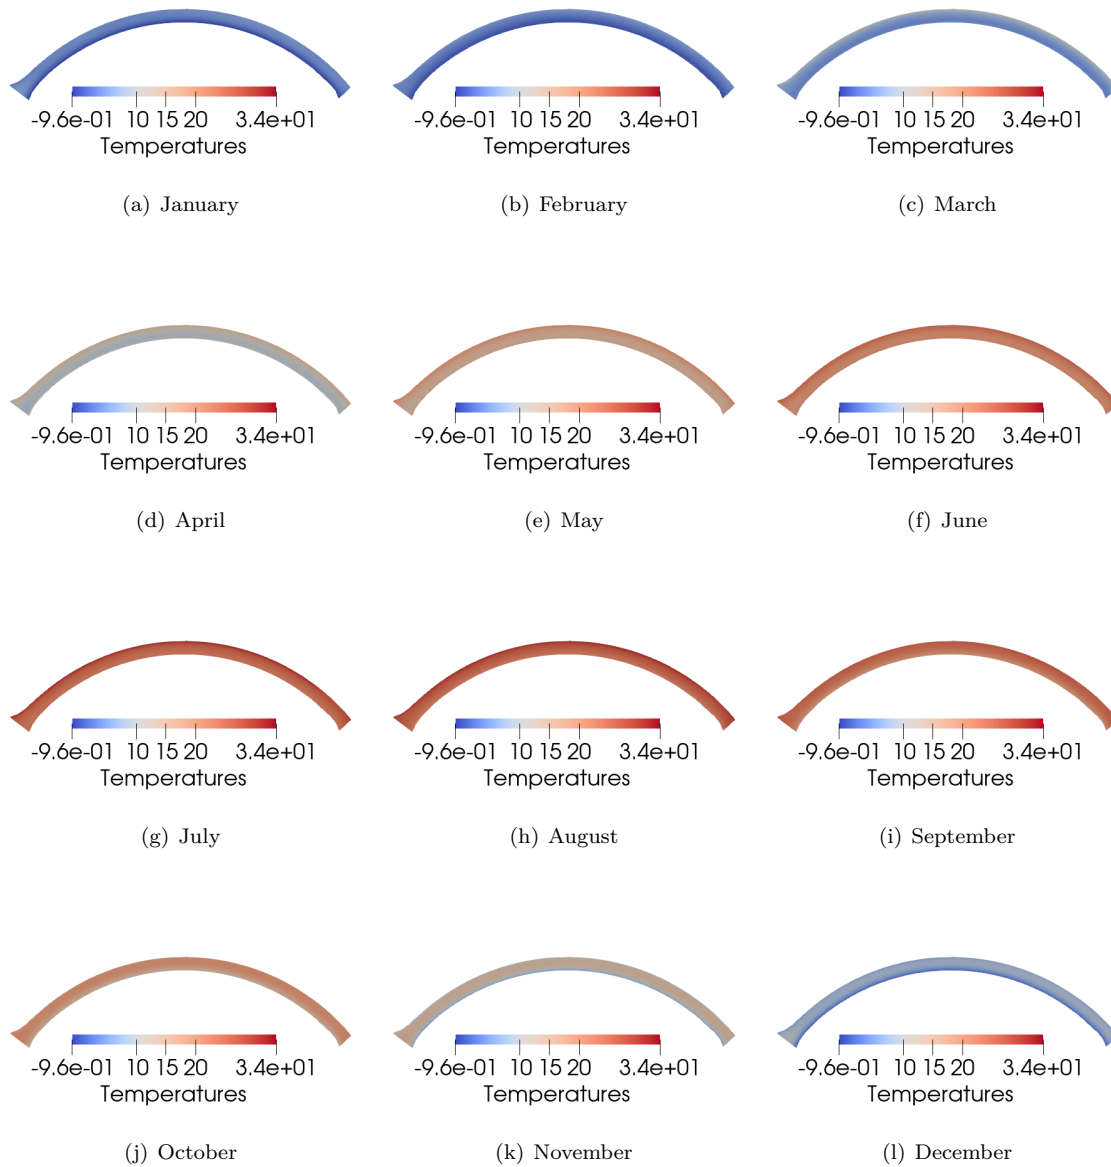 -9.6e-01 10 15 20 3.4e+01
Temperatures
(a) January
-9.6e-01 10 15 20 3.4e+01
Temperatures
(b) February
-9.6e-01 10 15 20 3.4e+01
Temperatures
(c) March
-9.6e-01 10 15 20 3.4e+01
Temperatures
(d) April
-9.6e-01 10 15 20 3.4e+01
Temperatures
(e) May
-9.6e-01 10 15 20 3.4e+01
Temperatures
(f) June
-9.6e-01 10 15 20 3.4e+01
Temperatures
(g) July
-9.6e-01 10 15 20 3.4e+01
Temperatures
(h) August
-9.6e-01 10 15 20 3.4e+01
Temperatures
(i) September
-9.6e-01 10 15 20 3.4e+01
Temperatures
(j) October
-9.6e-01 10 15 20 3.4e+01
Temperatures
(k) November
-9.6e-01 10 15 20 3.4e+01
Temperatures
(l) December